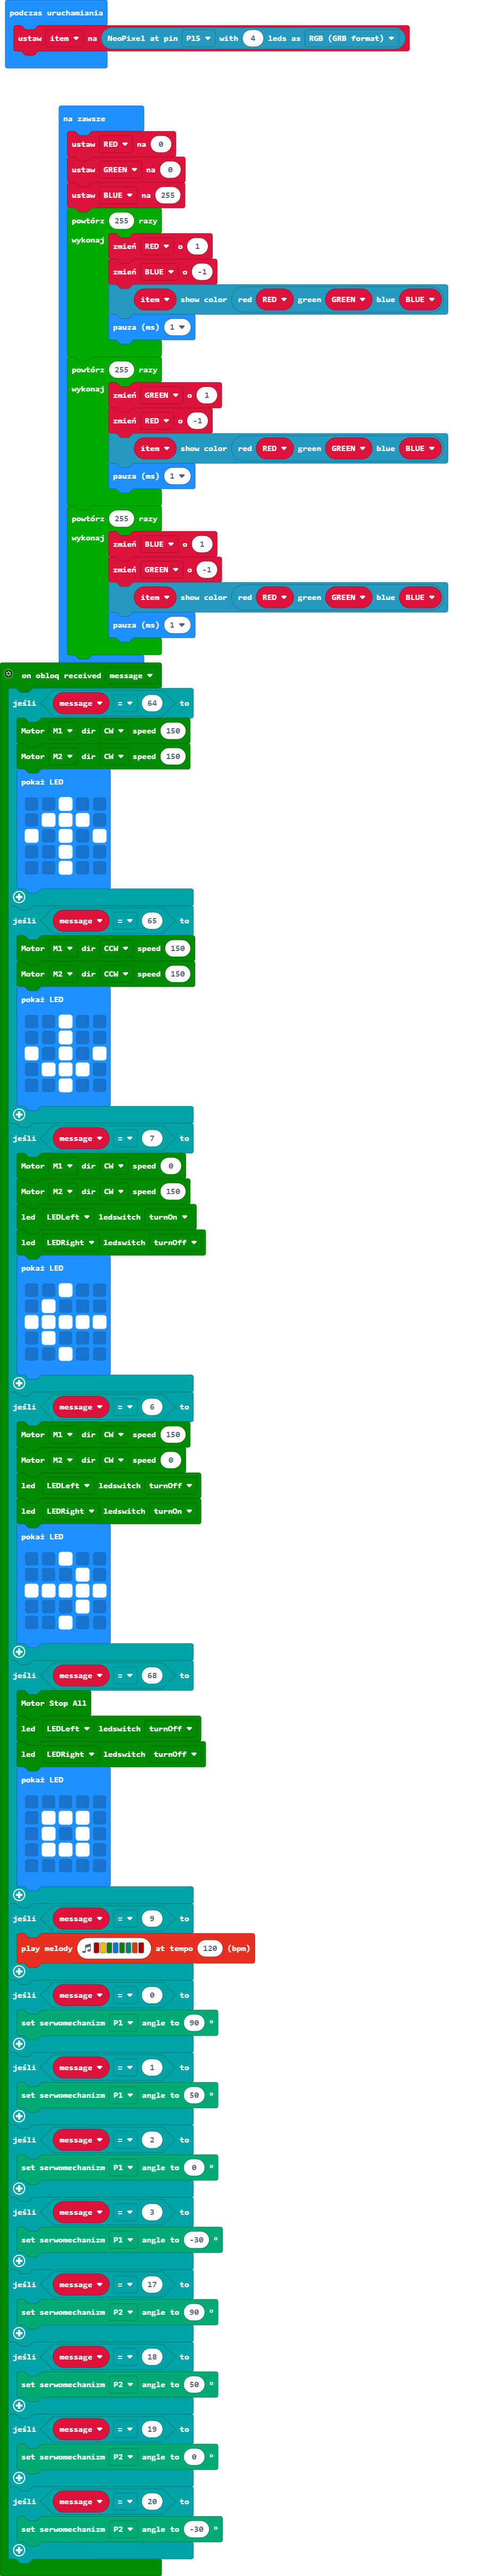 podczas uruchamiania
ustaw item na NeoPixel at pin P15 with 4 leds as RGB (GRB format)
na zawsze
ustaw RED na 0
ustaw GREEN na 0
ustaw BLUE na 255
powtórz 255 razy
wykonaj
zmień RED o 1
zmień BLUE o -1
item show color red RED green GREEN blue BLUE
pauza (ms) 1
powtórz 255 razy
wykonaj
zmień GREEN o 1
zmień RED o -1
item show color red RED green GREEN blue BLUE
pauza (ms) 1
powtórz 255 razy
wykonaj
zmień BLUE o 1
zmień GREEN o -1
item show color red RED green GREEN blue BLUE
pauza (ms) 1
on obloq received message
jeśli message = 64 to
Motor M1 dir CW speed 150
Motor M2 dir CW speed 150
pokaż LED
jeśli message = 65 to
Motor M1 dir CCW speed 150
Motor M2 dir CCW speed 150
pokaż LED
jeśli message = 7 to
Motor M1 dir CW speed 0
Motor M2 dir CW speed 150
led LEDLeft ledswitch turnOn
led LEDRight ledswitch turnOff
pokaż LED
jeśli message = 6 to
Motor M1 dir CW speed 150
Motor M2 dir CW speed 0
led LEDLeft ledswitch turnOff
led LEDRight ledswitch turnOn
pokaż LED
jeśli message = 68 to
Motor Stop All
led LEDLeft ledswitch turnOff
led LEDRight ledswitch turnOff
pokaż LED
jeśli message = 9 to
play melody at tempo 120 (bpm)
jeśli message = 0 to
set serwomechanizm P1 angle to 90 °
jeśli message = 1 to
set serwomechanizm P1 angle to 50 °
jeśli message = 2 to
set serwomechanizm P1 angle to 0 °
jeśli message = 3 to
set serwomechanizm P1 angle to -30 °
jeśli message = 17 to
set serwomechanizm P2 angle to 90 °
jeśli message = 18 to
set serwomechanizm P2 angle to 50 °
jeśli message = 19 to
set serwomechanizm P2 angle to 0 °
jeśli message = 20 to
set serwomechanizm P2 angle to -30 °